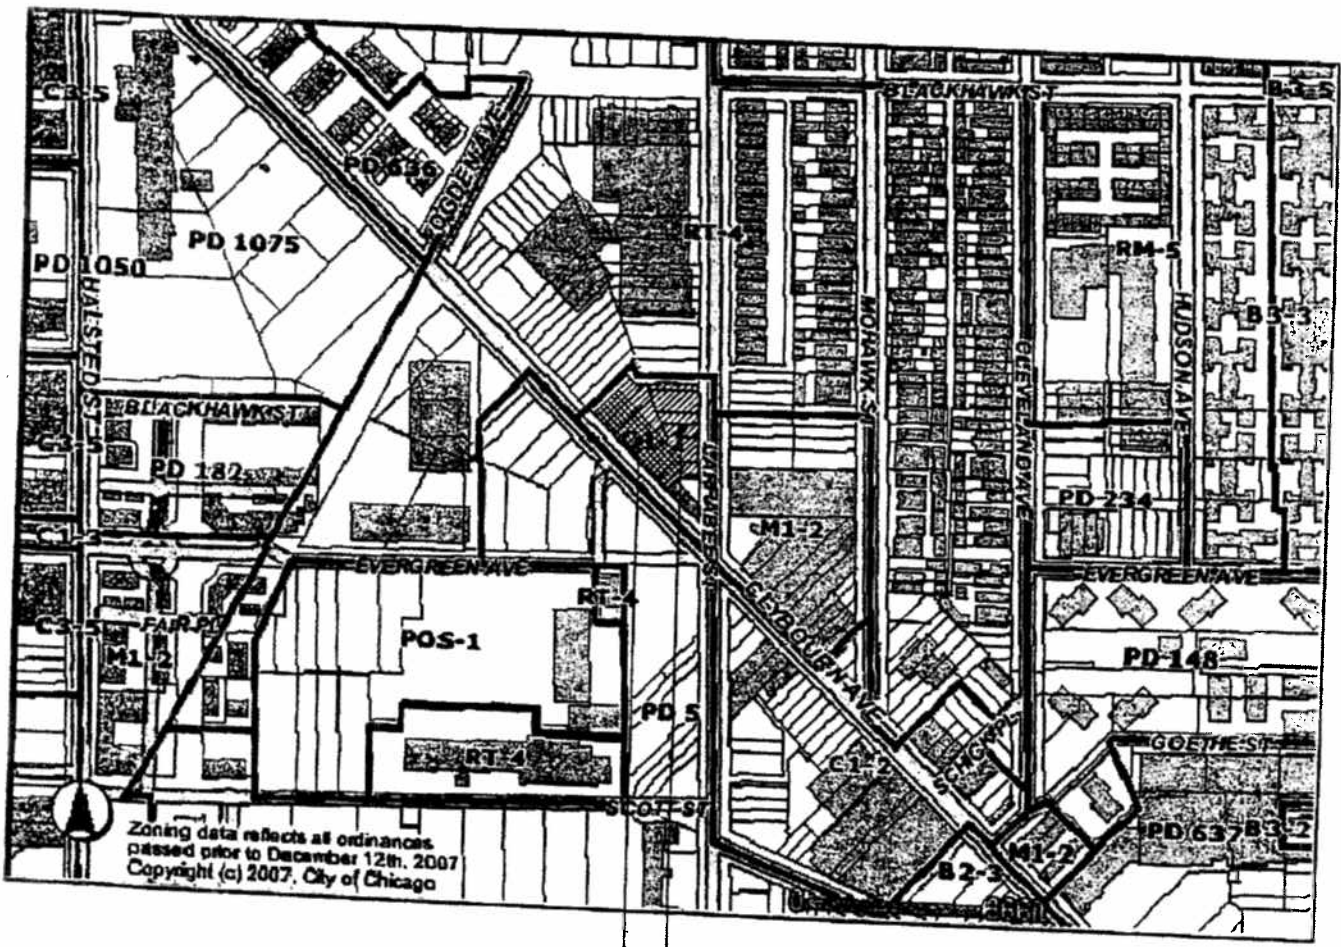 BLACKHAWK ST
B 3-5
C3-5
PD 636
OGDEN AVE
RT-4
PD 1075
RM-5
PD 1050
HALSTED ST
MOHAWK S
CLEVELAND AVE
HUDSON AVE
B3-3
BLACKHAWK ST
C3-5
PD 182
PD 234
M1-2
EVERGREEN AVE
EVERGREEN AVE
CLYBOURN AVE
RT-4
C3-5
FAIR PL
M1-2
POS-1
PD 148
PD 5
GOETHE ST
RT-4
C1-2
SCOTT ST
PD 637
B3-2
M1-2
B2-3
Zoning data reflects all ordinances
passed prior to December 12th, 2007
Copyright (c) 2007, City of Chicago